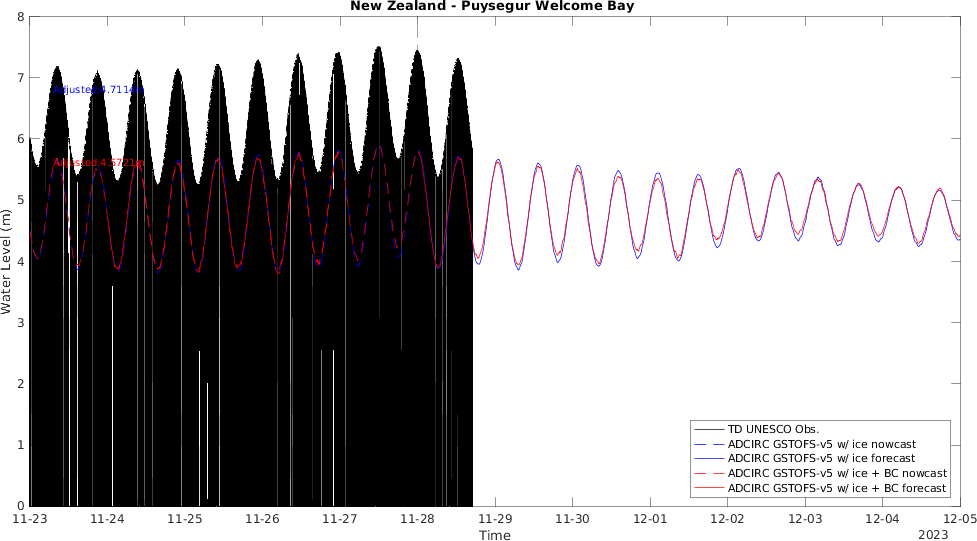 New Zealand - Puysegur Welcome Bay
8
7
6
5
4
3
2
1
0
Water Level (m)
Adjusted:4.7114m
TD UNESCO Obs.
ADCIRC GSTOFS-v5 w/ ice nowcast
ADCIRC GSTOFS-v5 w/ ice forecast
ADCIRC GSTOFS-v5 w/ ice + BC nowcast
ADCIRC GSTOFS-v5 w/ ice + BC forecast
11-23 11-24 11-25 11-26 11-27 11-28 11-29 11-30 12-01 12-02 12-03 12-04 12-05
Time
2023